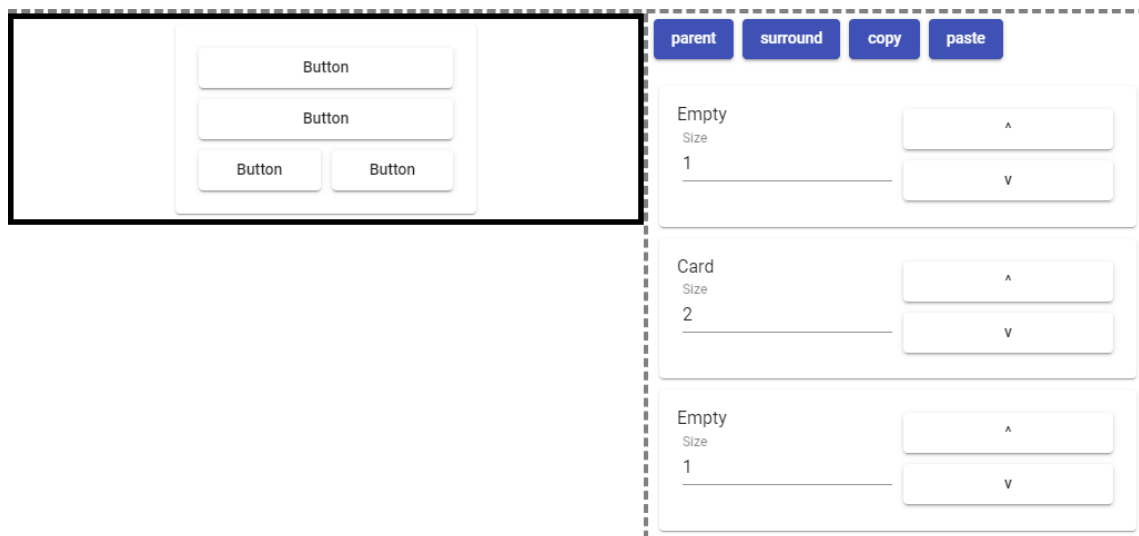 Button
Button
Button Button
parent surround copy paste
Empty
Size
1
^
v
Card
Size
2
^
v
Empty
Size
1
^
v